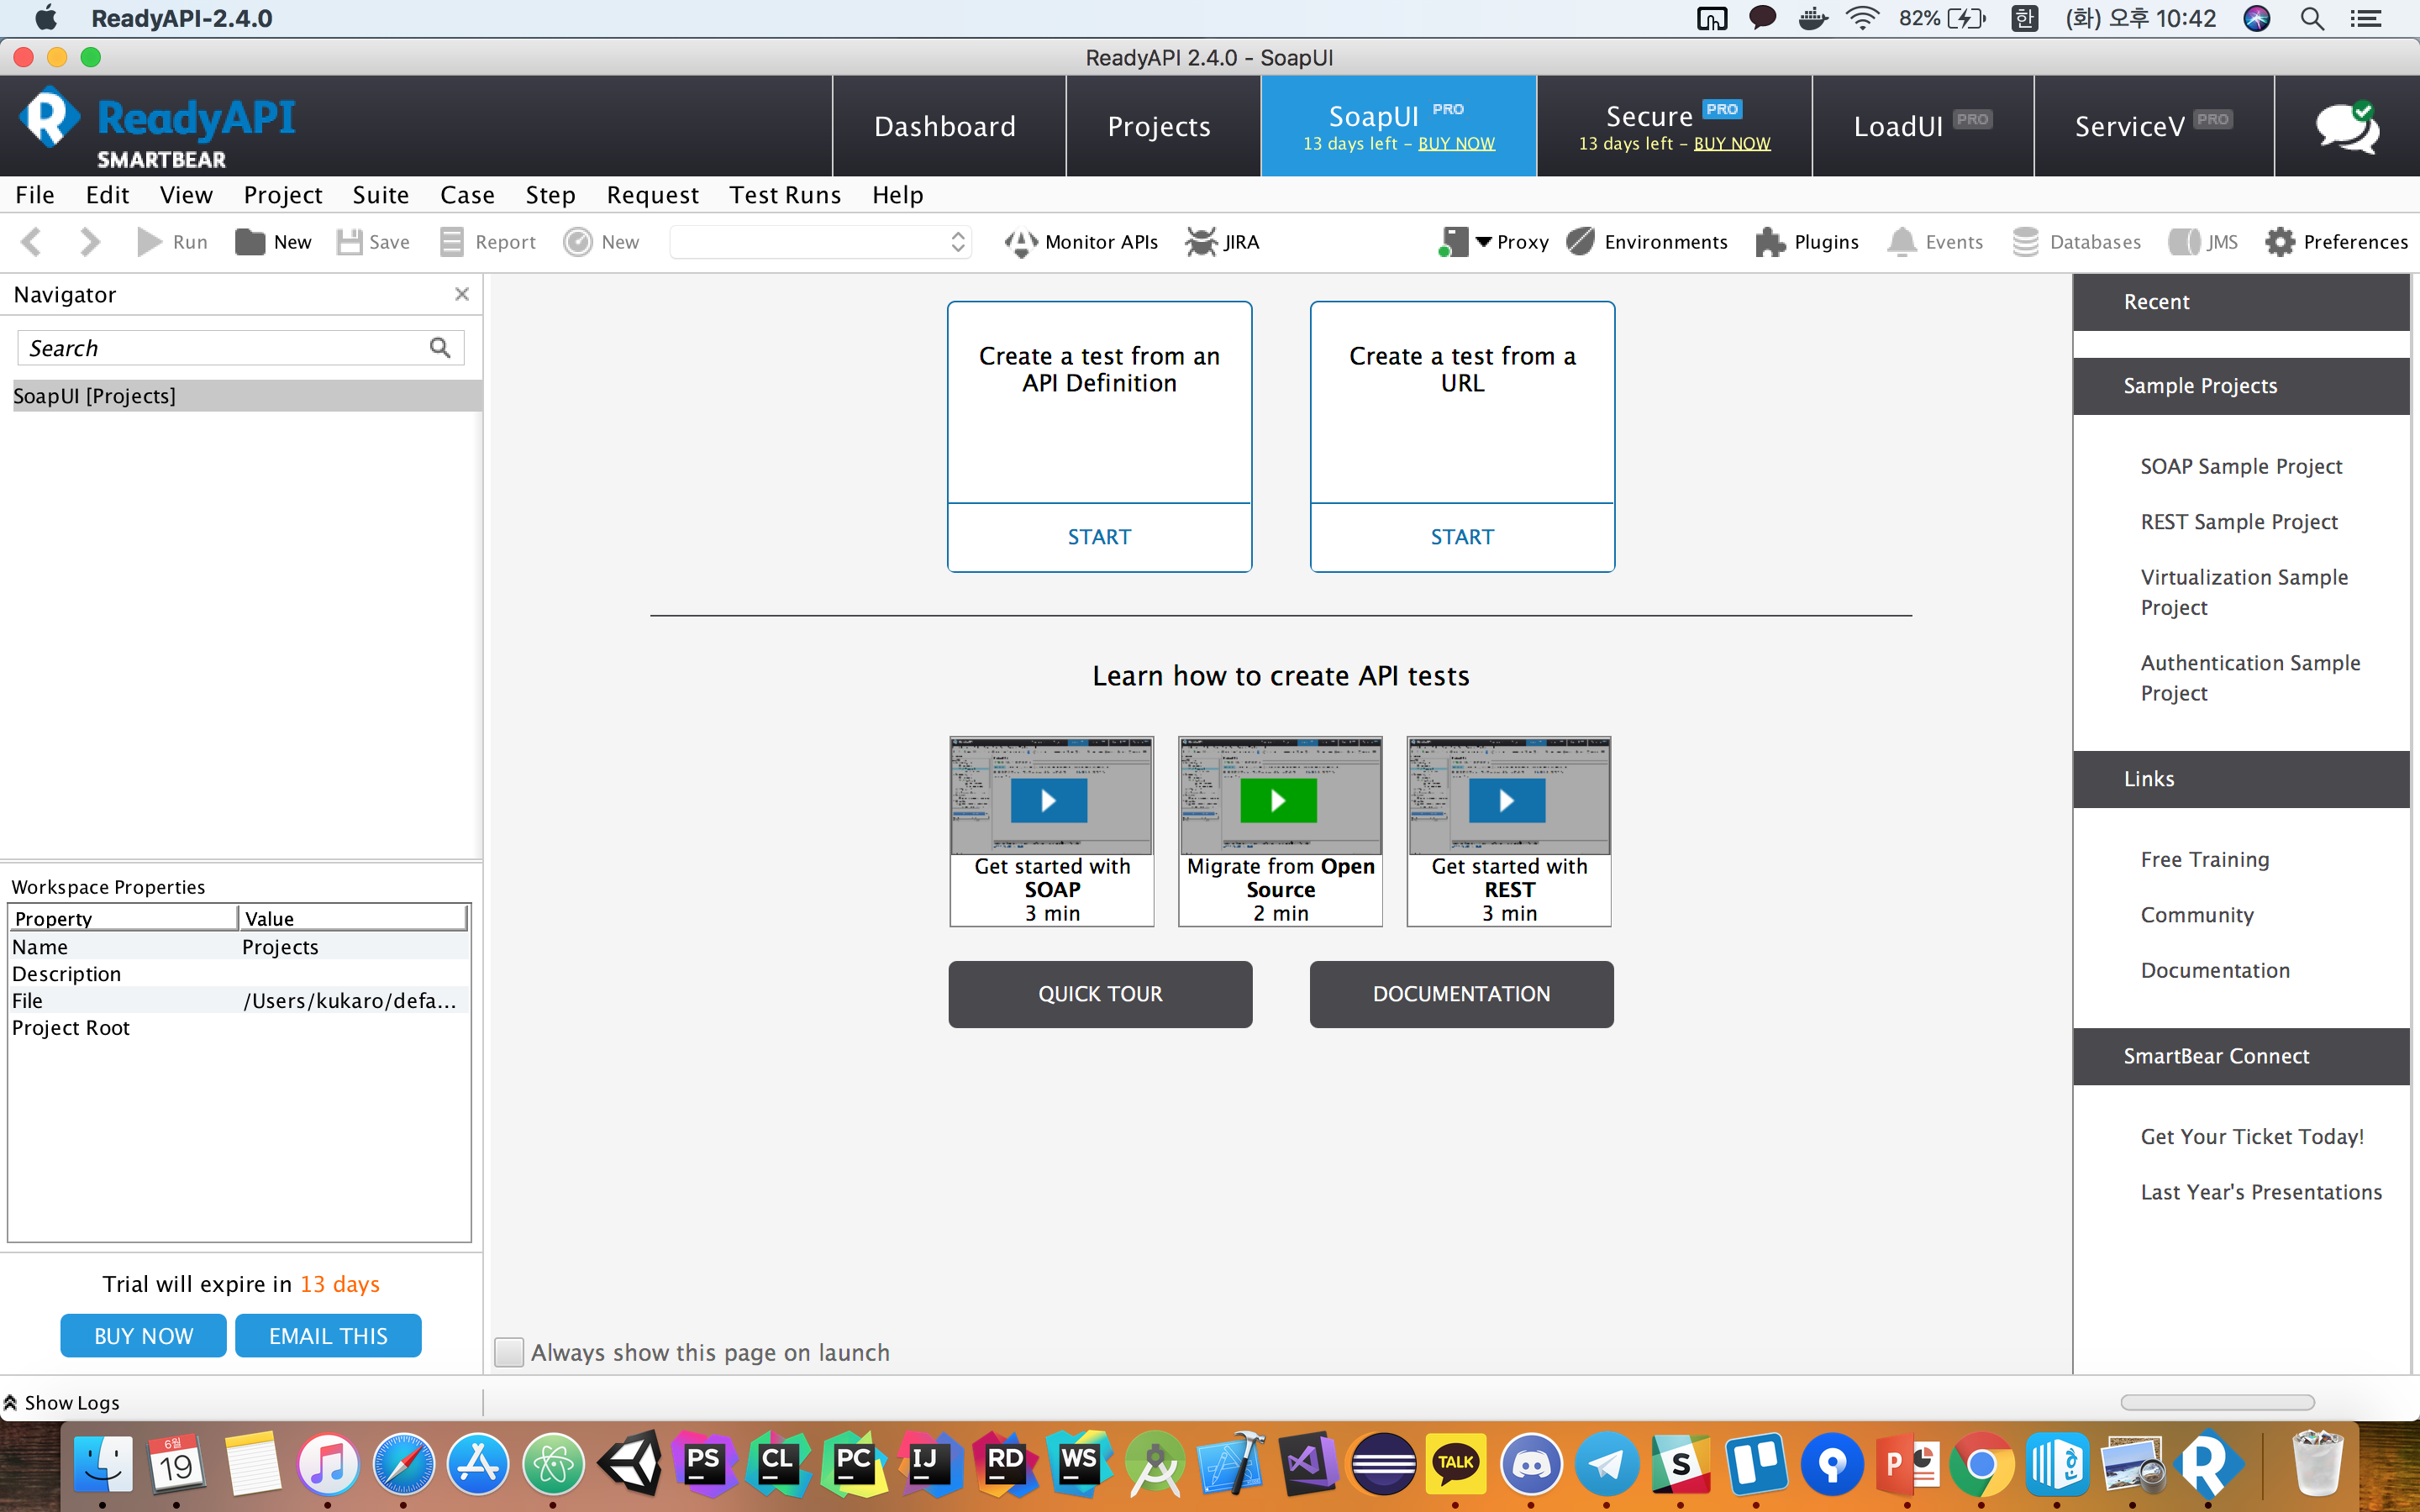 ReadyAPI-2.4.0
82%
한
(화) 오후 10:42
ReadyAPI 2.4.0 - SoapUI
R ReadyAPI
SMARTBEAR
Dashboard
Projects
SoapUI PRO
13 days left – BUY NOW
Secure PRO
13 days left – BUY NOW
LoadUI PRO
ServiceV PRO
File Edit View Project Suite Case Step Request Test Runs Help
Run New Save Report New Monitor APIs JIRA Proxy Environments Plugins Events Databases JMS Preferences
Navigator
Search
SoapUI [Projects]
Workspace Properties
Property Value
Name Projects
Description
File /Users/kukaro/defa...
Project Root
Trial will expire in 13 days
BUY NOW EMAIL THIS
Create a test from an
API Definition
START
Create a test from a
URL
START
Learn how to create API tests
Get started with
SOAP
3 min
Migrate from Open
Source
2 min
Get started with
REST
3 min
QUICK TOUR
DOCUMENTATION
Always show this page on launch
Recent
Sample Projects
SOAP Sample Project
REST Sample Project
Virtualization Sample
Project
Authentication Sample
Project
Links
Free Training
Community
Documentation
SmartBear Connect
Get Your Ticket Today!
Last Year's Presentations
Show Logs
6월
19
PS
CL
PC
IJ
RD
WS
TALK
S
P
한
R